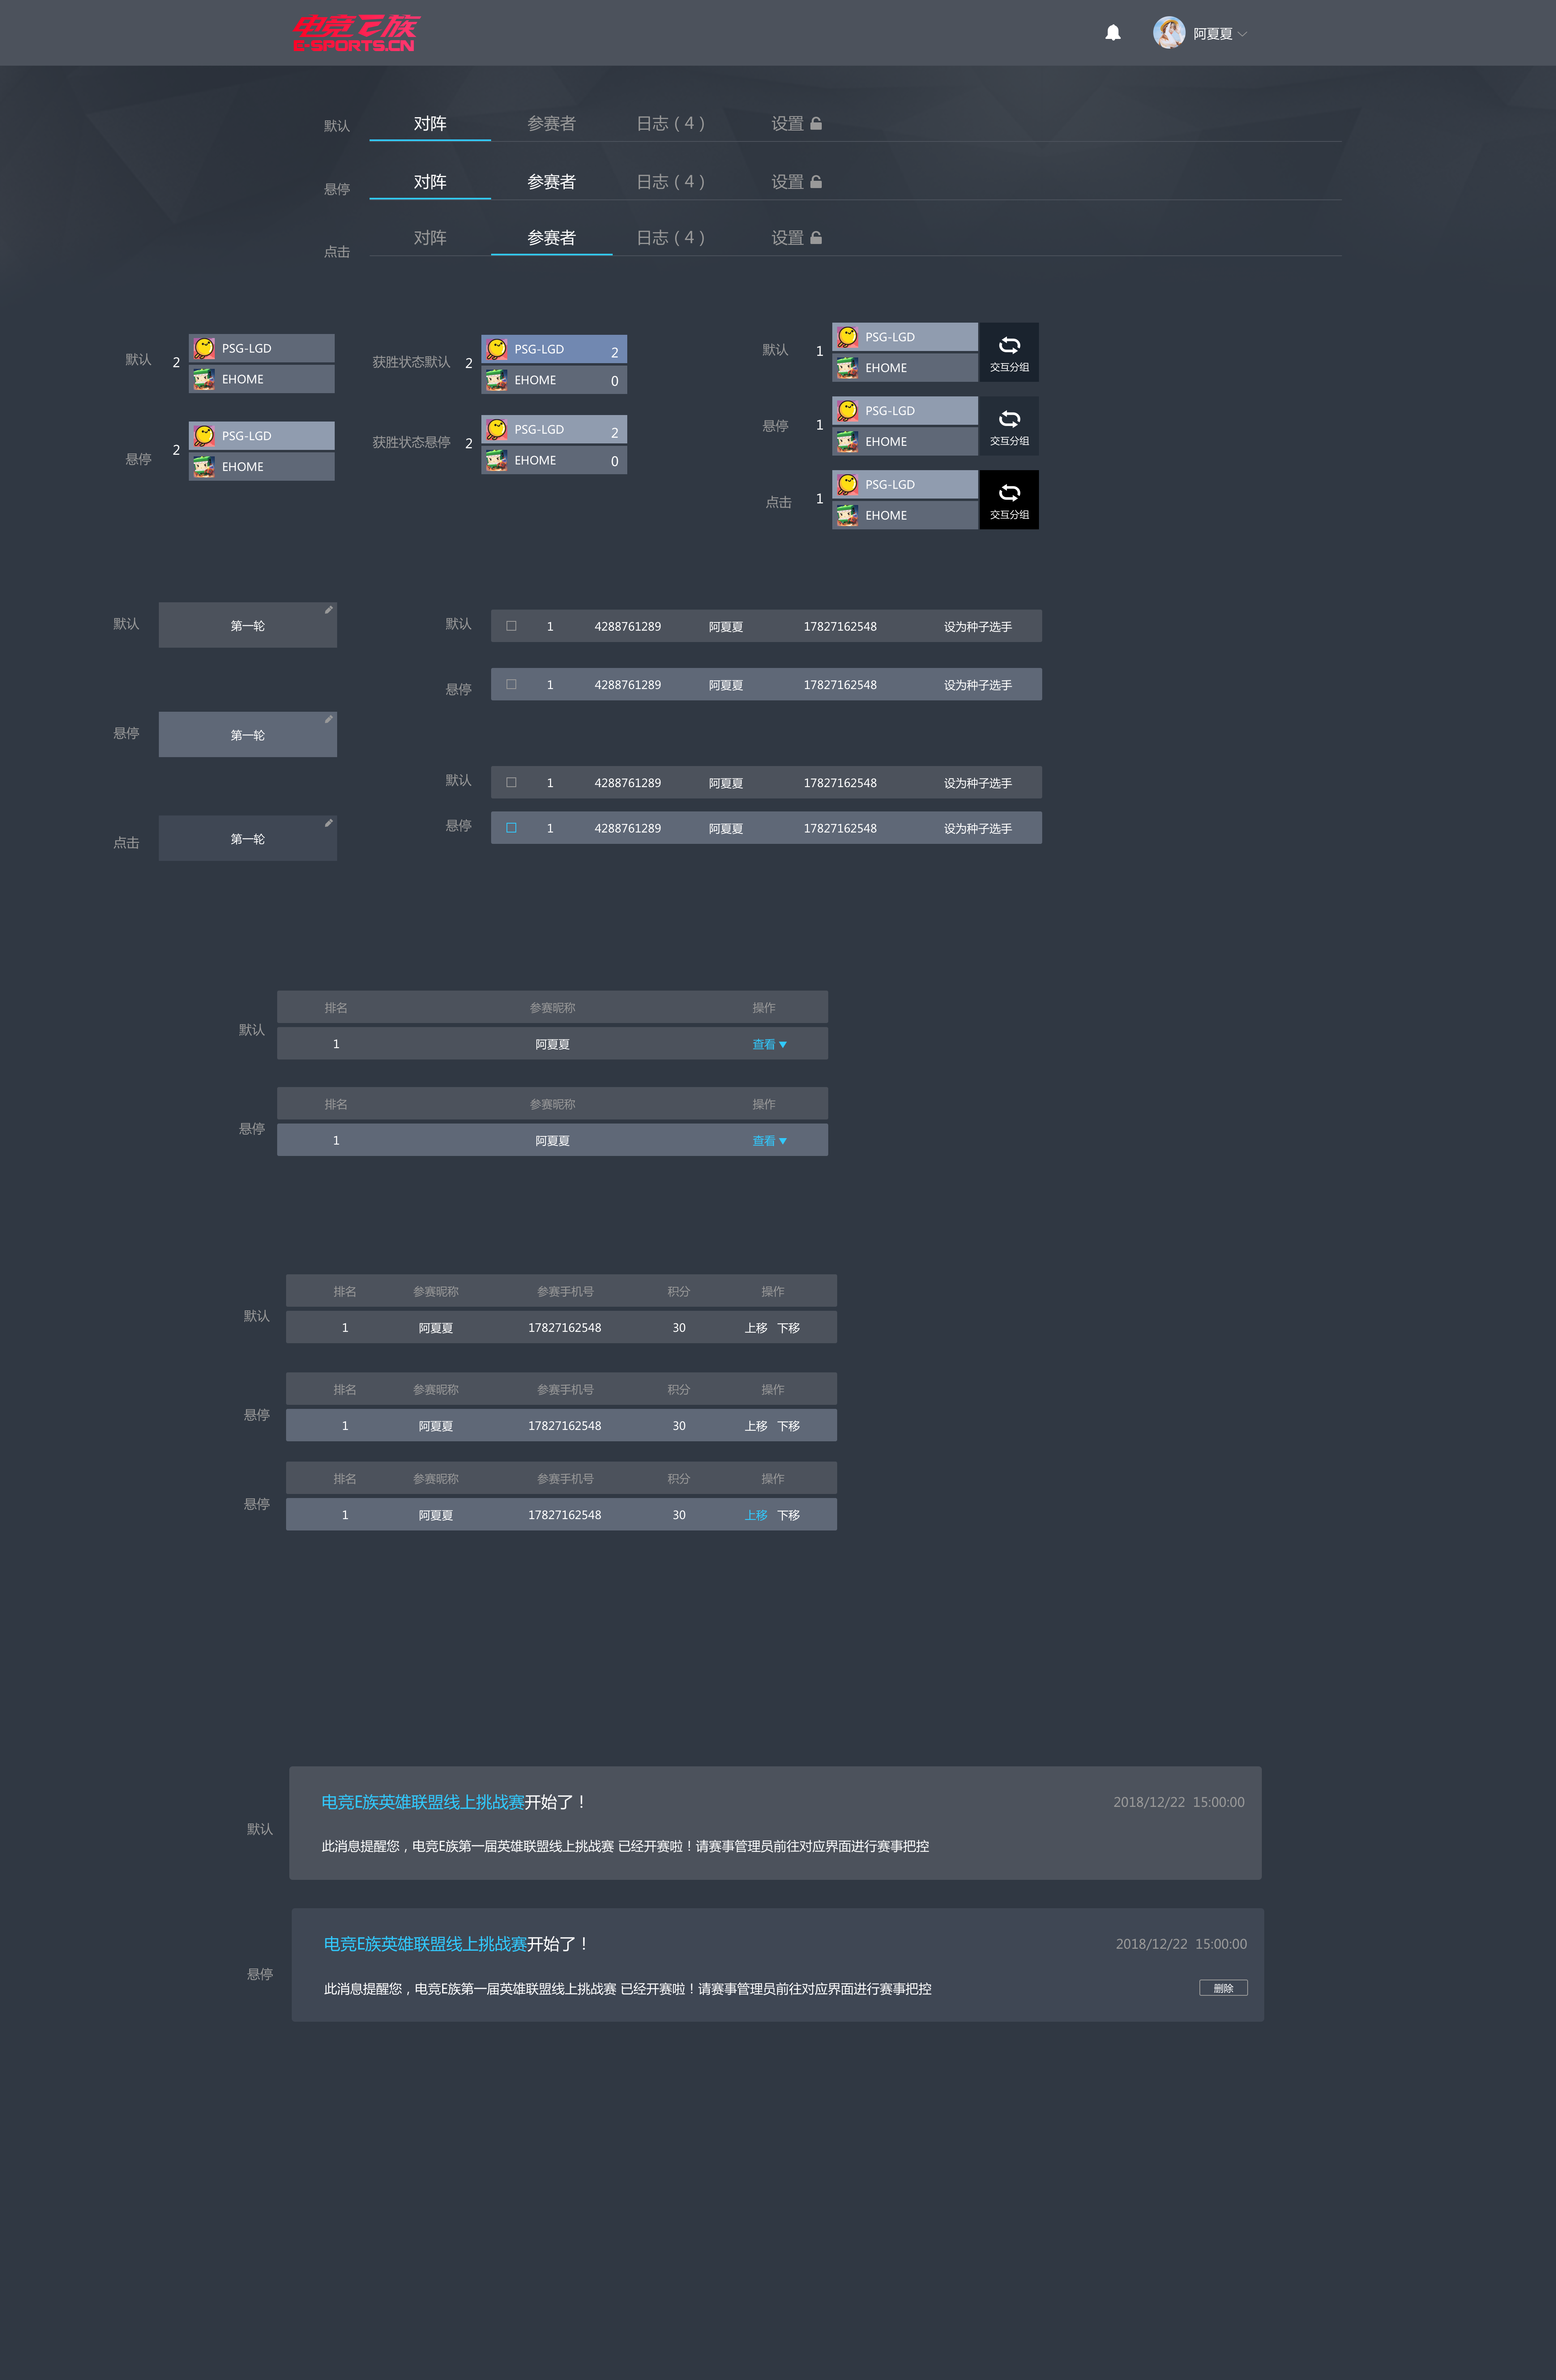 电竞E族
E-SPORTS.CN
阿夏夏
默认 对阵 参赛者 日志（4） 设置
悬停 对阵 参赛者 日志（4） 设置
点击 对阵 参赛者 日志（4） 设置
默认 2 PSG-LGD
EHOME
悬停 2 PSG-LGD
EHOME
获胜状态默认 2 PSG-LGD 2
EHOME 0
获胜状态悬停 2 PSG-LGD 2
EHOME 0
默认 1 PSG-LGD
EHOME
交互分组
悬停 1 PSG-LGD
EHOME
交互分组
点击 1 PSG-LGD
EHOME
交互分组
默认 第一轮
悬停 第一轮
点击 第一轮
默认 1 4288761289 阿夏夏 17827162548 设为种子选手
悬停 1 4288761289 阿夏夏 17827162548 设为种子选手
默认 1 4288761289 阿夏夏 17827162548 设为种子选手
悬停 1 4288761289 阿夏夏 17827162548 设为种子选手
默认
排名 参赛昵称 操作
1 阿夏夏 查看
悬停
排名 参赛昵称 操作
1 阿夏夏 查看
默认
排名 参赛昵称 参赛手机号 积分 操作
1 阿夏夏 17827162548 30 上移 下移
悬停
排名 参赛昵称 参赛手机号 积分 操作
1 阿夏夏 17827162548 30 上移 下移
悬停
排名 参赛昵称 参赛手机号 积分 操作
1 阿夏夏 17827162548 30 上移 下移
默认
电竞E族英雄联盟线上挑战赛开始了！ 2018/12/22 15:00:00
此消息提醒您，电竞E族第一届英雄联盟线上挑战赛 已经开赛啦！请赛事管理员前往对应界面进行赛事把控
悬停
电竞E族英雄联盟线上挑战赛开始了！ 2018/12/22 15:00:00
此消息提醒您，电竞E族第一届英雄联盟线上挑战赛 已经开赛啦！请赛事管理员前往对应界面进行赛事把控 删除